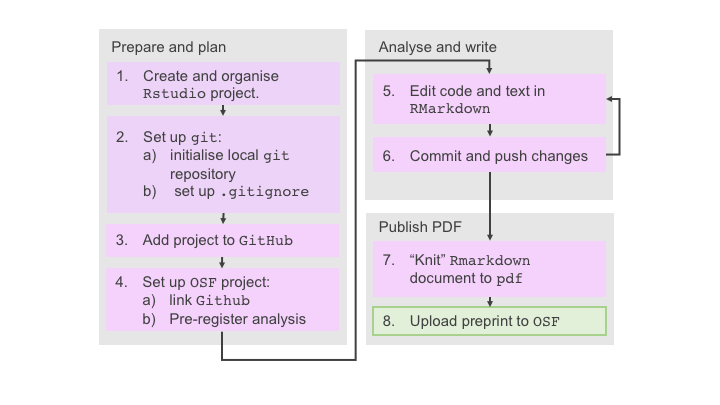 Prepare and plan
1. Create and organise
Rstudio project.
2. Set up git:
a) initialise local git
repository
b) set up .gitignore
3. Add project to GitHub
4. Set up OSF project:
a) link Github
b) Pre-register analysis
Analyse and write
5. Edit code and text in
RMarkdown
6. Commit and push changes
Publish PDF
7. “Knit” Rmarkdown
document to pdf
8. Upload preprint to OSF